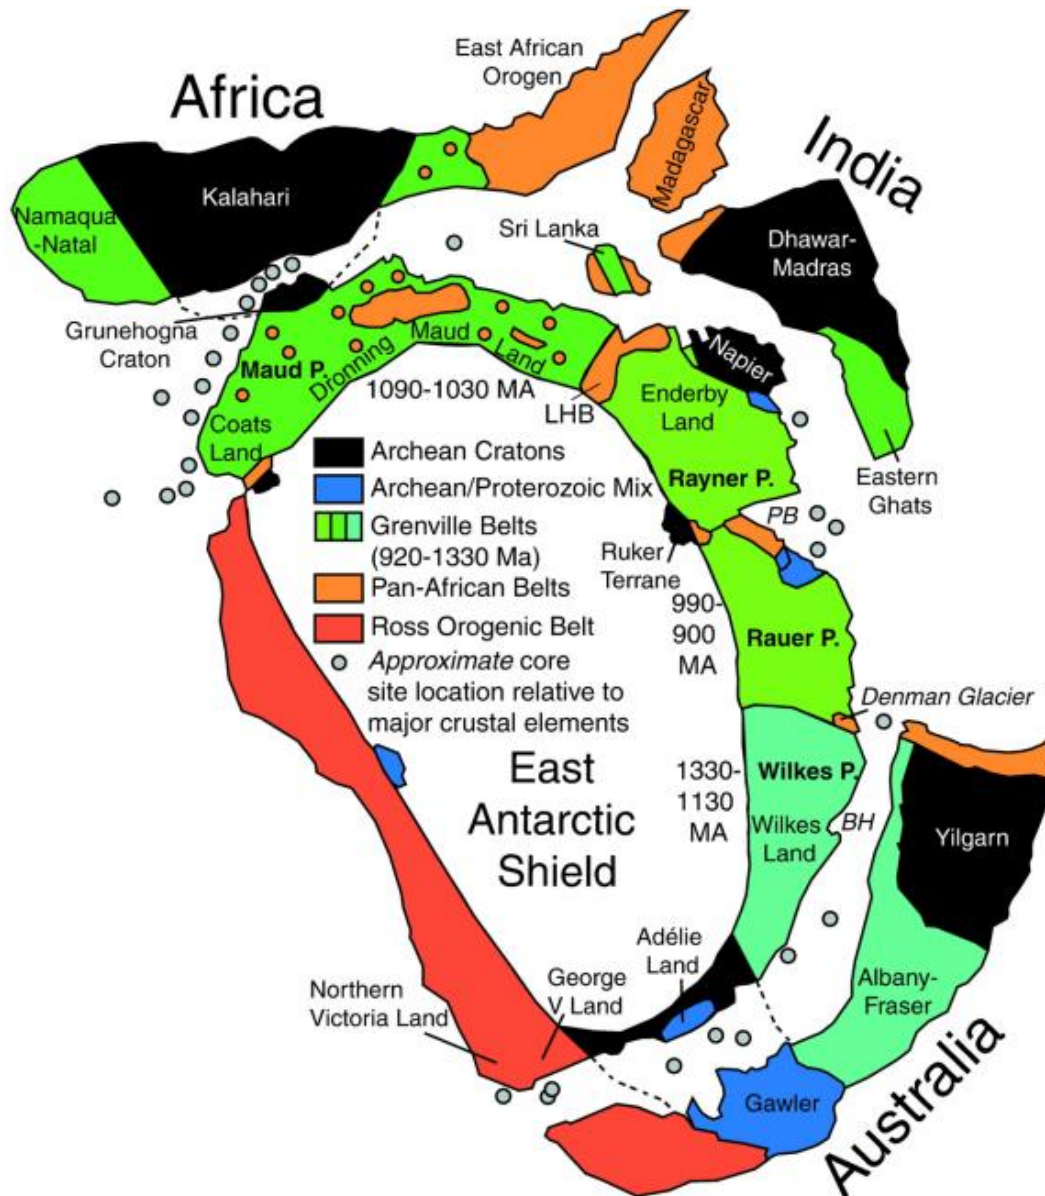 East African
Orogen
Africa
Madagascar
India
Kalahari
Namaqua
-Natal
Sri Lanka
Dhawar-
Madras
Grunehogna
Craton
Maud P.
Dronning
Maud
Land
1090-1030 MA
LHB
Napier
Enderby
Land
Coats
Land
Rayner P.
Eastern
Ghats
Archean Cratons
Archean/Proterozoic Mix
Grenville Belts
(920-1330 Ma)
Pan-African Belts
Ross Orogenic Belt
Approximate core
site location relative to
major crustal elements
PB
Ruker
Terrane
990-
900
MA
Rauer P.
Denman Glacier
East
Antarctic
Shield
1330-
1130
MA
Wilkes P.
Wilkes
Land
BH
Yilgarn
Adélie
Land
George
V Land
Northern
Victoria Land
Albany-
Fraser
Gawler
Australia